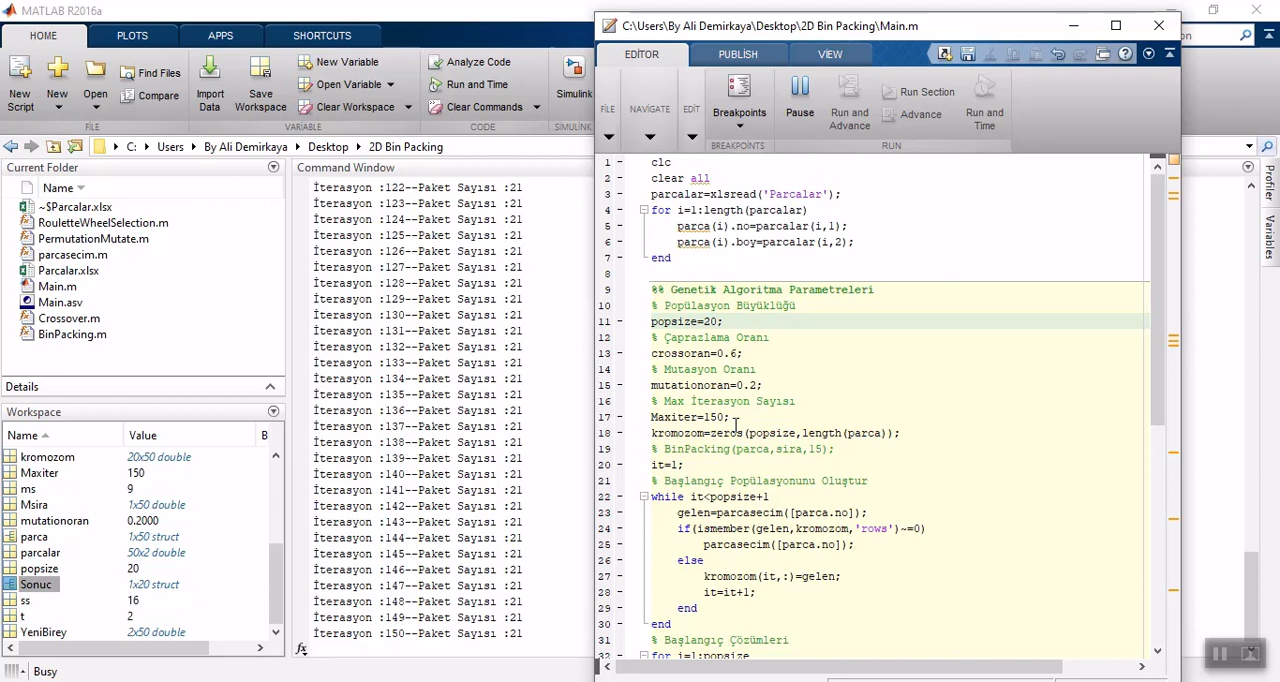 MATLAB R2016a
HOME PLOTS APPS SHORTCUTS
New Script
New
Open
Find Files
Compare
Import Data
Save Workspace
New Variable
Open Variable
Clear Workspace
Analyze Code
Run and Time
Clear Commands
Simulink
FILE VARIABLE CODE SIMULINK
C: Users By Ali Demirkaya Desktop 2D Bin Packing
Current Folder
Name
~$Parcalar.xlsx
RouletteWheelSelection.m
PermutationMutate.m
parcasecim.m
Parcalar.xlsx
Main.m
Main.asv
Crossover.m
BinPacking.m
Details
Workspace
Name Value B
kromozom 20x50 double
Maxiter 150
ms 9
Msira 1x50 double
mutationoran 0.2000
parca 1x50 struct
parcalar 50x2 double
popsize 20
Sonuc 1x20 struct
ss 16
t 2
YeniBirey 2x50 double
Busy
Command Window
İterasyon :122--Paket Sayısı :21
İterasyon :123--Paket Sayısı :21
İterasyon :124--Paket Sayısı :21
İterasyon :125--Paket Sayısı :21
İterasyon :126--Paket Sayısı :21
İterasyon :127--Paket Sayısı :21
İterasyon :128--Paket Sayısı :21
İterasyon :129--Paket Sayısı :21
İterasyon :130--Paket Sayısı :21
İterasyon :131--Paket Sayısı :21
İterasyon :132--Paket Sayısı :21
İterasyon :133--Paket Sayısı :21
İterasyon :134--Paket Sayısı :21
İterasyon :135--Paket Sayısı :21
İterasyon :136--Paket Sayısı :21
İterasyon :137--Paket Sayısı :21
İterasyon :138--Paket Sayısı :21
İterasyon :139--Paket Sayısı :21
İterasyon :140--Paket Sayısı :21
İterasyon :141--Paket Sayısı :21
İterasyon :142--Paket Sayısı :21
İterasyon :143--Paket Sayısı :21
İterasyon :144--Paket Sayısı :21
İterasyon :145--Paket Sayısı :21
İterasyon :146--Paket Sayısı :21
İterasyon :147--Paket Sayısı :21
İterasyon :148--Paket Sayısı :21
İterasyon :149--Paket Sayısı :21
İterasyon :150--Paket Sayısı :21
fx
C:\Users\By Ali Demirkaya\Desktop\2D Bin Packing\Main.m
EDITOR PUBLISH VIEW
FILE NAVIGATE EDIT
Breakpoints
Pause
Run and Advance
Run Section
Advance
Run and Time
BREAKPOINTS RUN
1 clc
2 clear all
3 parcalar=xlsread('Parcalar');
4 for i=1:length(parcalar)
5 parca(i).no=parcalar(i,1);
6 parca(i).boy=parcalar(i,2);
7 end
8
9 %% Genetik Algoritma Parametreleri
10 % Popülasyon Büyüklüğü
11 popsize=20;
12 % Çaprazlama Oranı
13 crossoran=0.6;
14 % Mutasyon Oranı
15 mutationoran=0.2;
16 % Max İterasyon Sayısı
17 Maxiter=150;
18 kromozom=zeros(popsize,length(parca));
19 % BinPacking(parca,sira,15);
20 it=1;
21 % Başlangıç Popülasyonunu Oluştur
22 while it<popsize+1
23 gelen=parcasecim([parca.no]);
24 if(ismember(gelen,kromozom,'rows')~=0)
25 parcasecim([parca.no]);
26 else
27 kromozom(it,:)=gelen;
28 it=it+1;
29 end
30 end
31 % Başlangıç Çözümleri
32 for i=1:popsize
Profiler
Variables